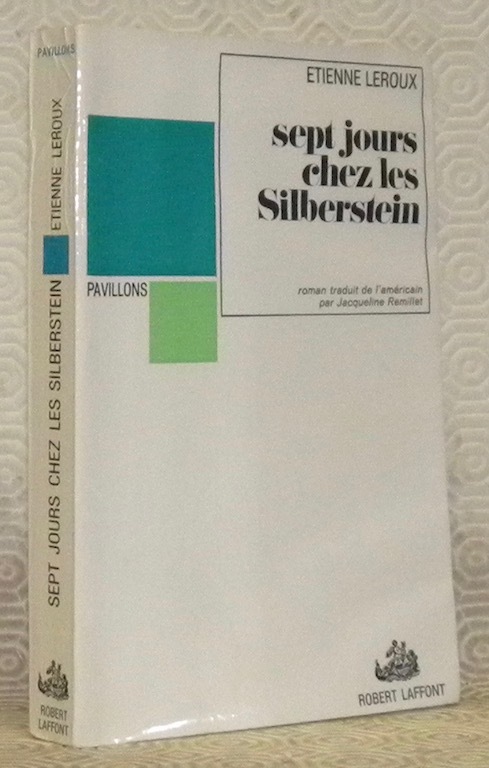 ETIENNE LEROUX
sept jours
chez les
Silberstein
roman traduit de l'américain
par Jacqueline Remillet
PAVILLONS
ROBERT LAFFONT
PAVILLONS
ETIENNE LEROUX
SEPT JOURS CHEZ LES SILBERSTEIN
ROBERT
LAFFONT